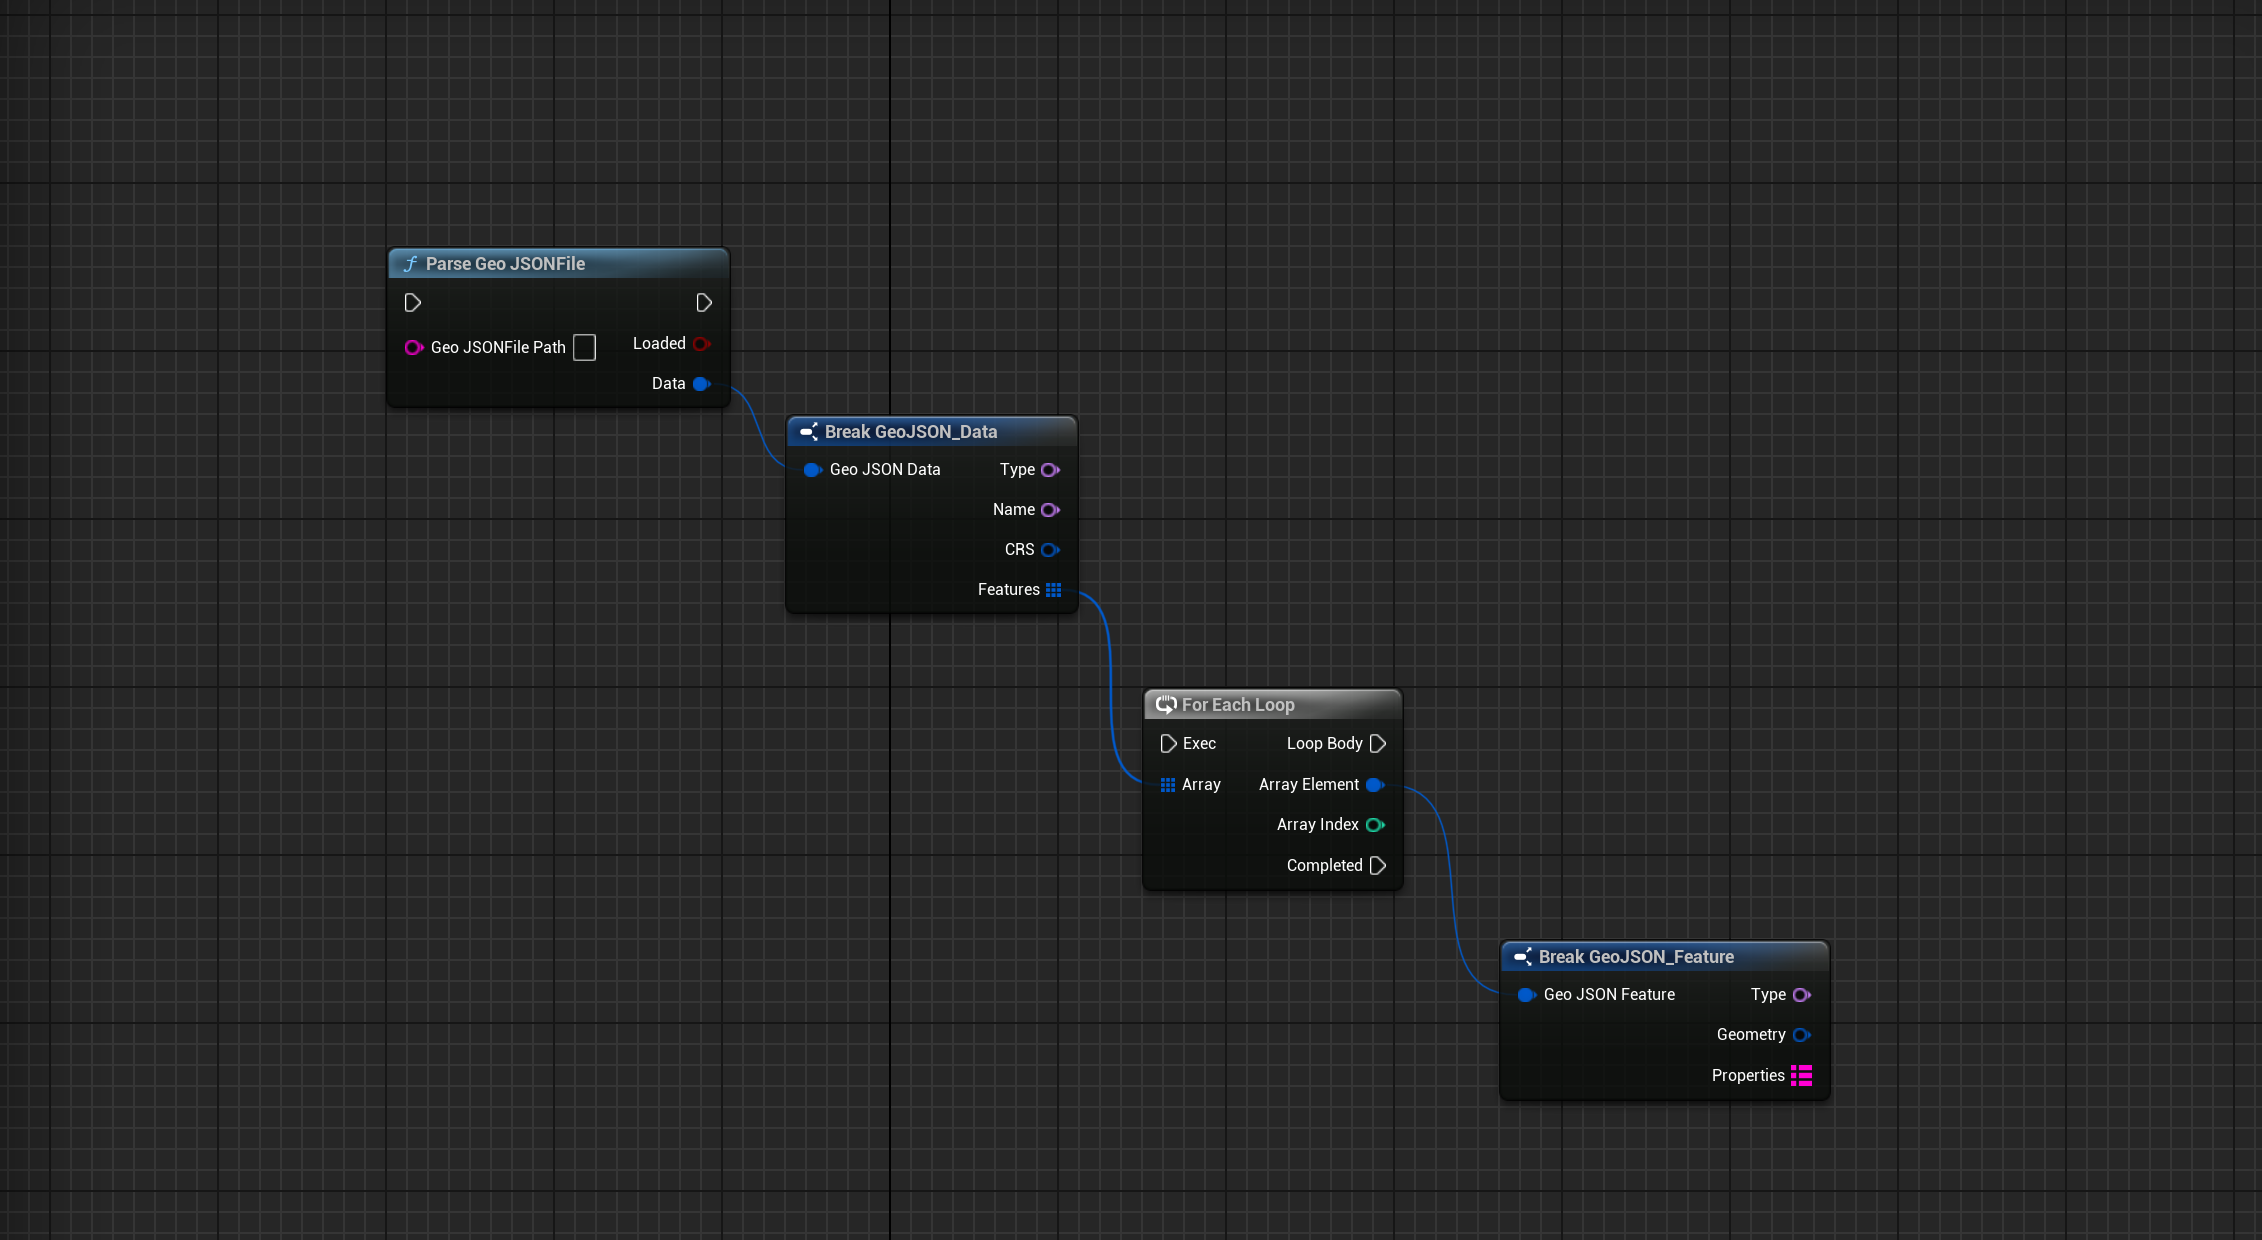 Parse Geo JSONFile
Geo JSONFile Path
Loaded
Data
Break GeoJSON_Data
Geo JSON Data
Type
Name
CRS
Features
For Each Loop
Exec
Loop Body
Array
Array Element
Array Index
Completed
Break GeoJSON_Feature
Geo JSON Feature
Type
Geometry
Properties